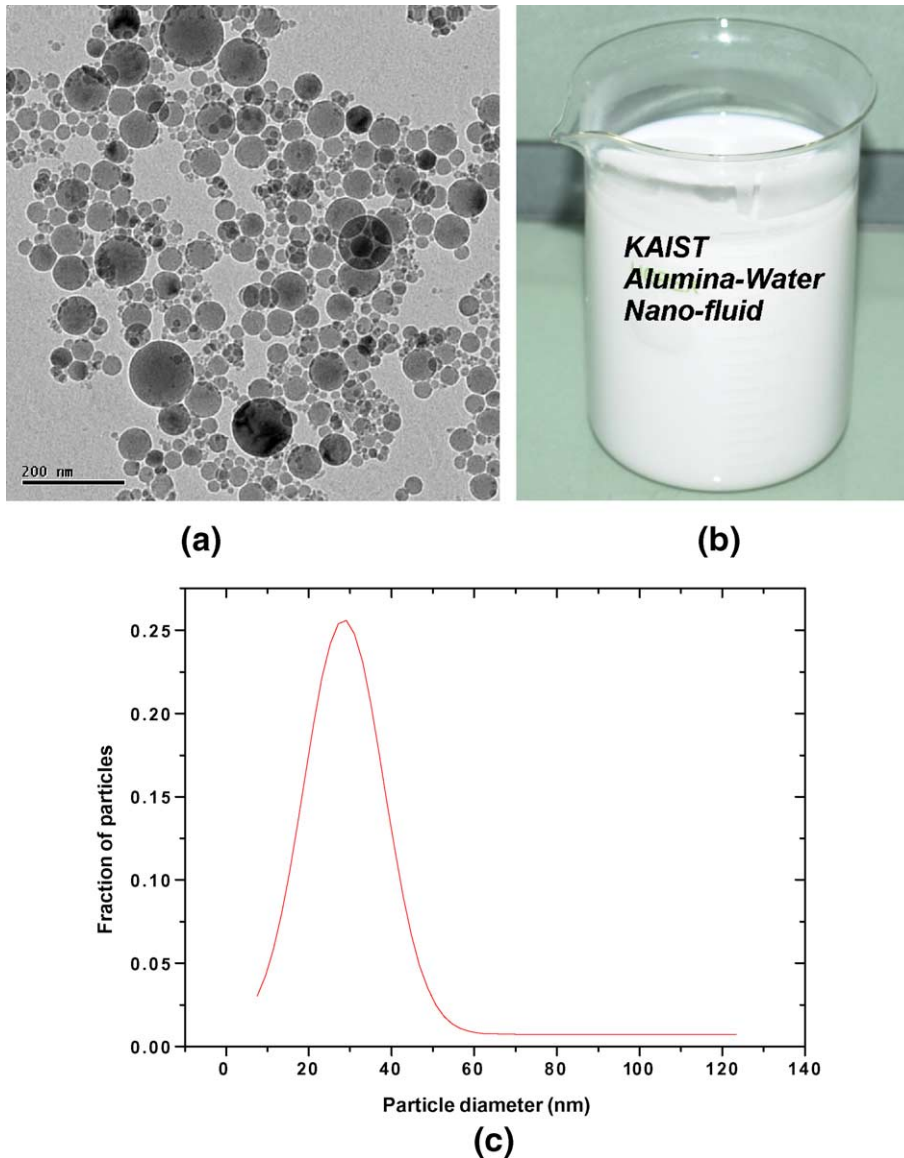 200 nm
KAIST
Alumina-Water
Nano-fluid
(a)
(b)
0.25
0.20
0.15
0.10
0.05
0.00
Fraction of particles
0 20 40 60 80 100 120 140
Particle diameter (nm)
(c)